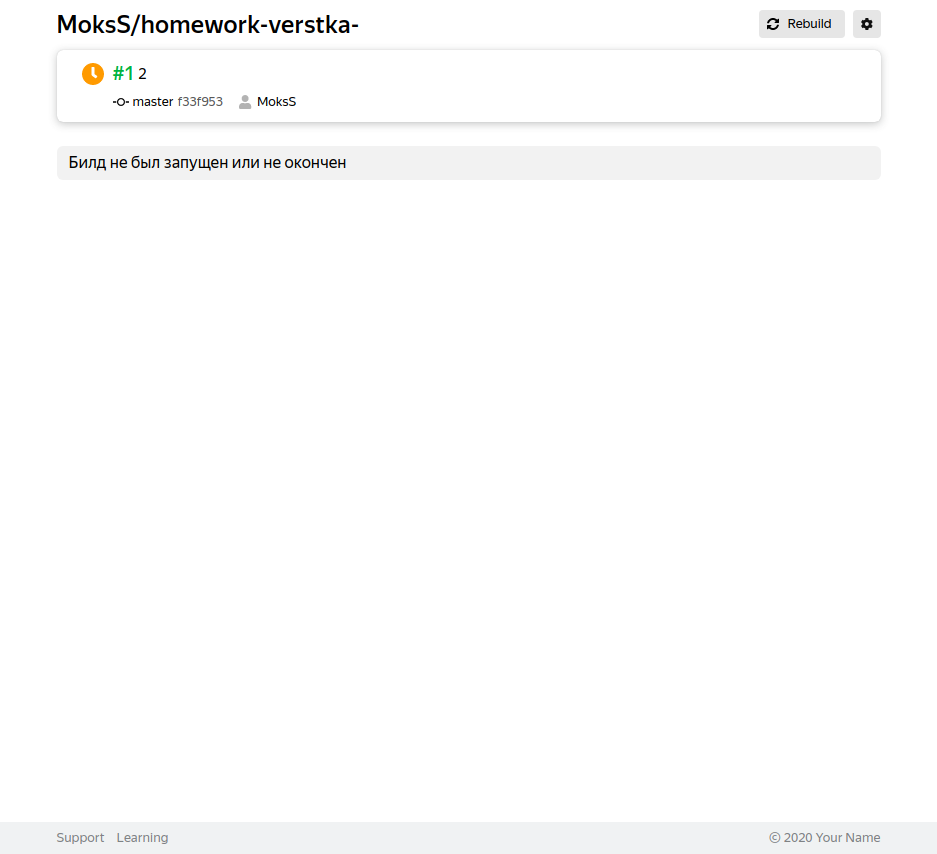 MoksS/homework-verstka-
Rebuild
#1 2
master f33f953 MoksS
Билд не был запущен или не окончен
Support Learning
© 2020 Your Name